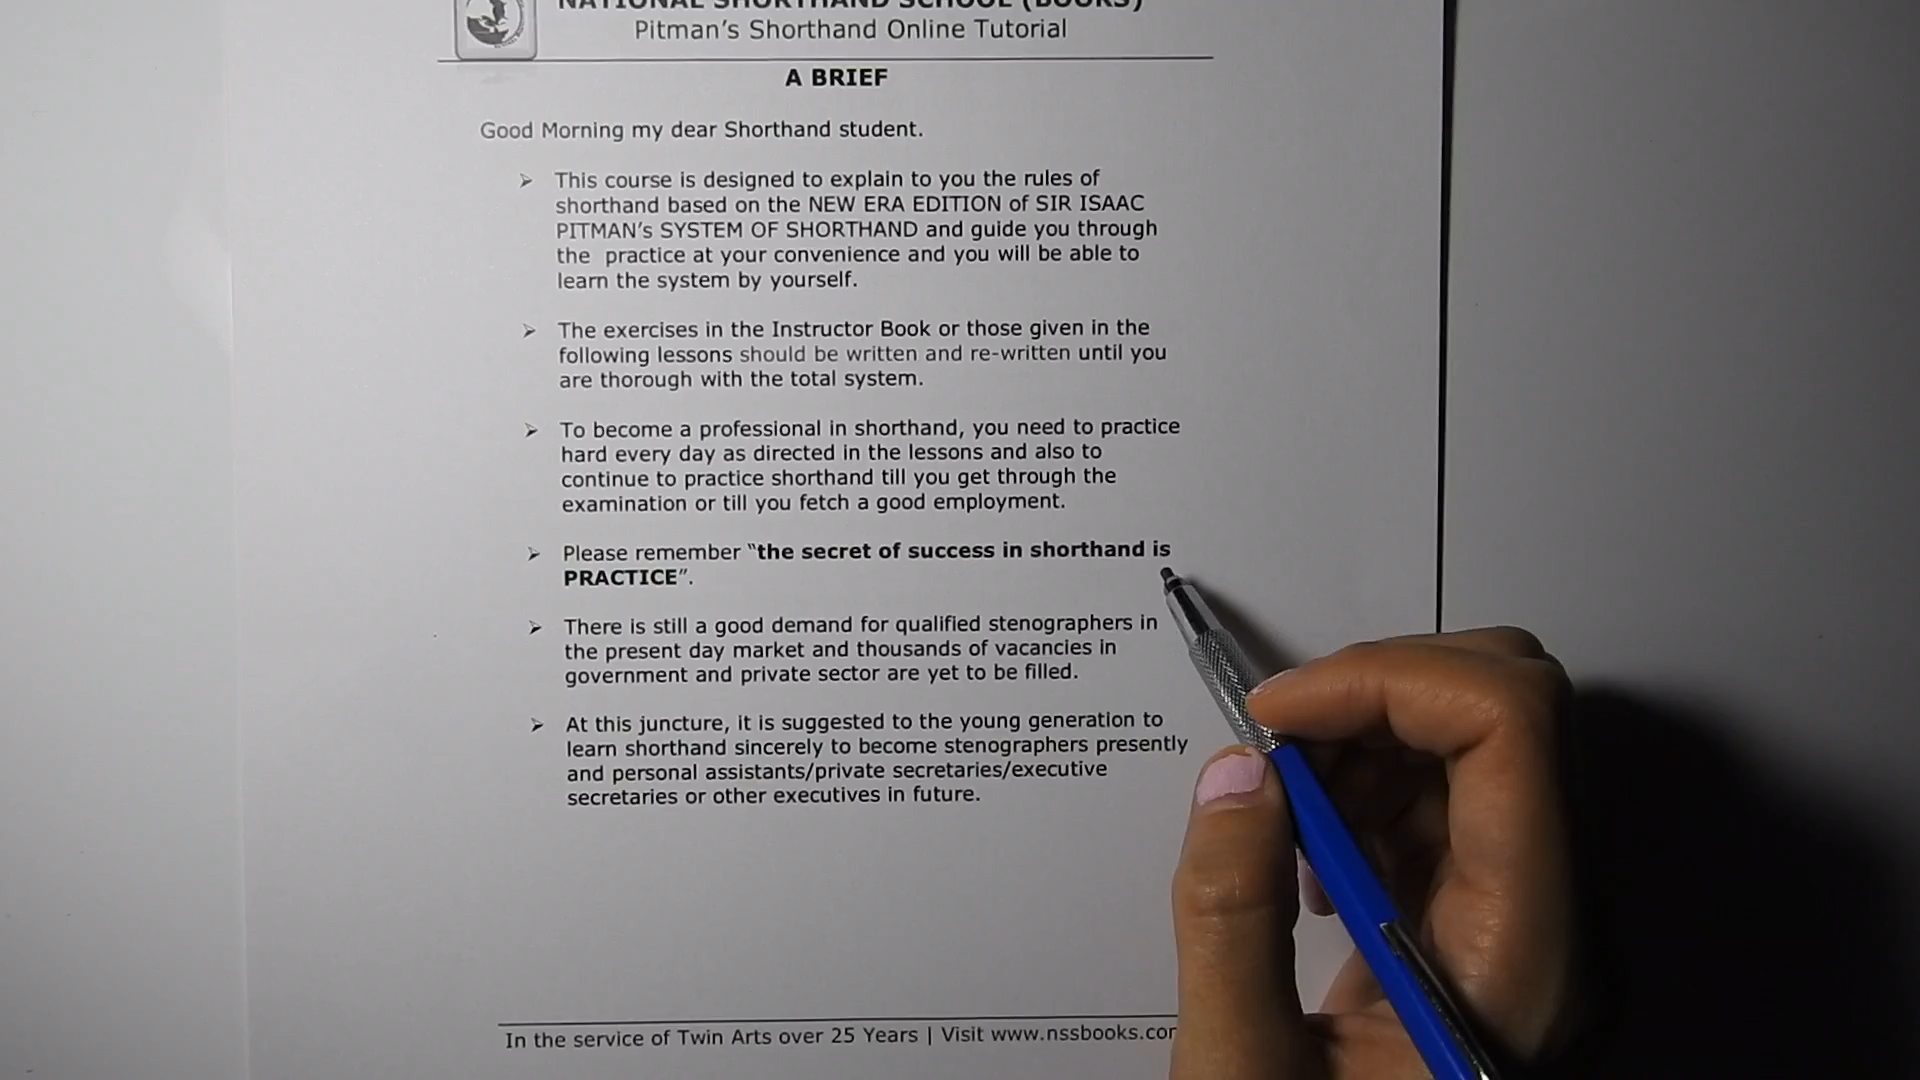 NATIONAL SHORTHAND SCHOOL (BOOKS)
Pitman's Shorthand Online Tutorial
A BRIEF
Good Morning my dear Shorthand student.
➢ This course is designed to explain to you the rules of
shorthand based on the NEW ERA EDITION of SIR ISAAC
PITMAN's SYSTEM OF SHORTHAND and guide you through
the  practice at your convenience and you will be able to
learn the system by yourself.
➢ The exercises in the Instructor Book or those given in the
following lessons should be written and re-written until you
are thorough with the total system.
➢ To become a professional in shorthand, you need to practice
hard every day as directed in the lessons and also to
continue to practice shorthand till you get through the
examination or till you fetch a good employment.
➢ Please remember "the secret of success in shorthand is
PRACTICE".
➢ There is still a good demand for qualified stenographers in
the present day market and thousands of vacancies in
government and private sector are yet to be filled.
➢ At this juncture, it is suggested to the young generation to
learn shorthand sincerely to become stenographers presently
and personal assistants/private secretaries/executive
secretaries or other executives in future.
In the service of Twin Arts over 25 Years | Visit www.nssbooks.com